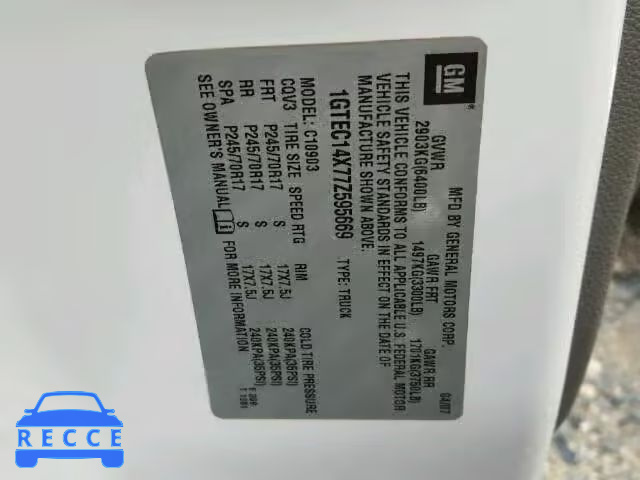 GM
MFD BY GENERAL MOTORS CORP. 04/07
GVWR GAWR FRT GAWR RR
2903KG(6400LB) 1497KG(3300LB) 1701KG(3750LB)
THIS VEHICLE CONFORMS TO ALL APPLICABLE U.S. FEDERAL MOTOR
VEHICLE SAFETY STANDARDS IN EFFECT ON THE DATE OF
MANUFACTURE SHOWN ABOVE.
1GTEC14X77Z595669 TYPE: TRUCK
MODEL: C10903
CQV3 TIRE SIZE SPEED RTG RIM COLD TIRE PRESSURE
FRT P245/70R17 S 17X7.5J 240KPA(35PSI)
RR P245/70R17 S 17X7.5J 240KPA(35PSI)
SPA P245/70R17 S 17X7.5J 240KPA(35PSI)
SEE OWNER'S MANUAL FOR MORE INFORMATION.
RECCE